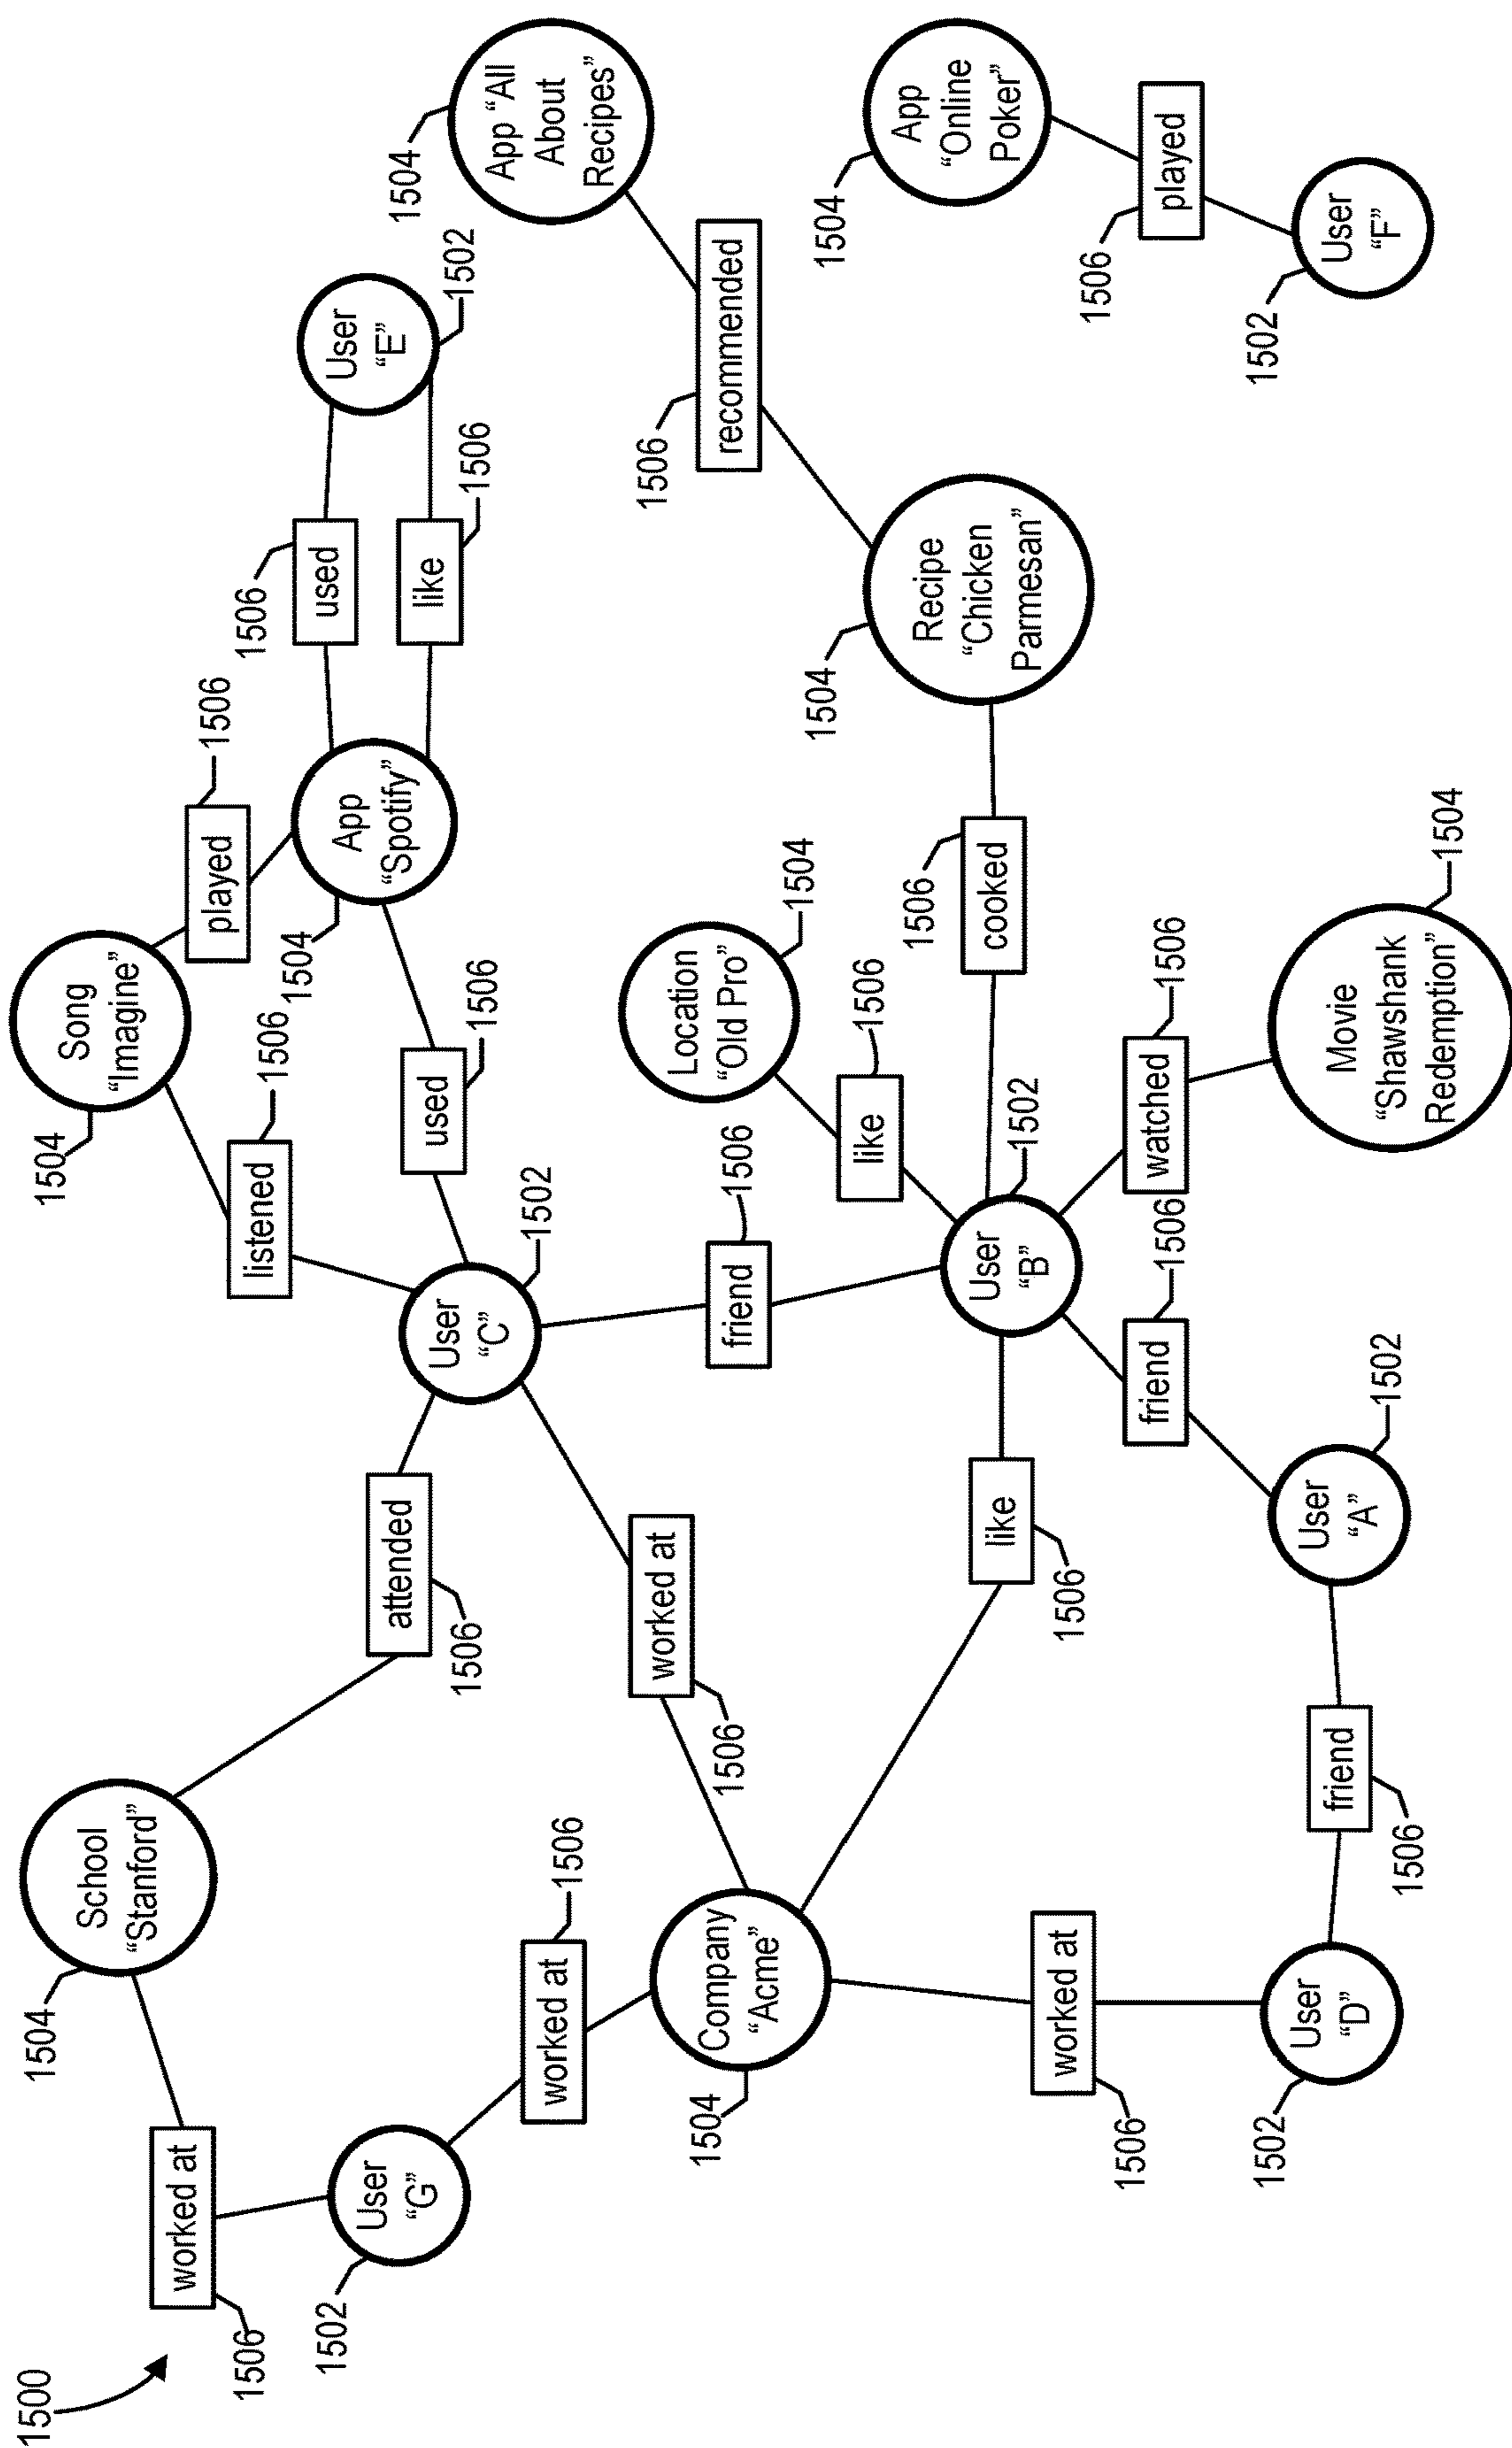 1500
1504
School
“Stanford”
1504
Song
“Imagine”
worked at
1506
attended
1506
listened
1506
played
1506
1502
User
“G”
User
“C”
1502
used
1506
1504
App
“Spotify”
used
1506
like
1506
User
“E”
1502
1504
App “All
About
Recipes”
worked at
1506
worked at
1506
friend
1506
Location
“Old Pro”
1504
recommended
1506
1504
Company
“Acme”
like
1506
like
1506
User
“B”
1502
cooked
1506
1504
Recipe
“Chicken
Parmesan”
1504
App
“Online
Poker”
worked at
1506
friend
1506
watched
1506
played
1506
1502
User
“D”
friend
1506
User
“A”
1502
Movie
“Shawshank
Redemption”
1504
1502
User
“F”